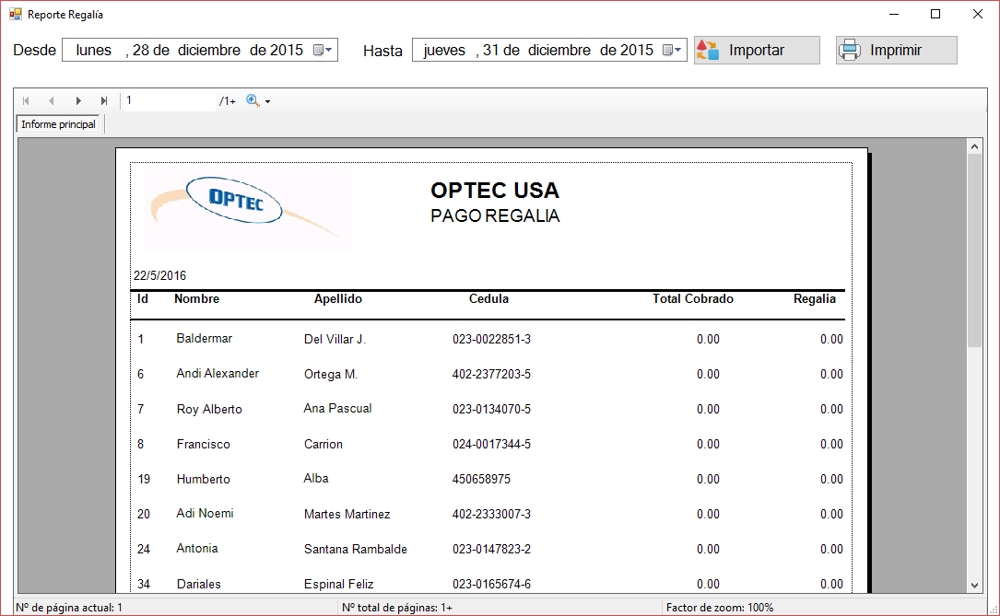 Reporte Regalía
Desde lunes , 28 de diciembre de 2015 Hasta jueves , 31 de diciembre de 2015 Importar Imprimir
1 /1+
Informe principal
OPTEC
OPTEC USA
PAGO REGALIA
22/5/2016
Id Nombre Apellido Cedula Total Cobrado Regalia
1 Baldermar Del Villar J. 023-0022851-3 0.00 0.00
6 Andi Alexander Ortega M. 402-2377203-5 0.00 0.00
7 Roy Alberto Ana Pascual 023-0134070-5 0.00 0.00
8 Francisco Carrion 024-0017344-5 0.00 0.00
19 Humberto Alba 450658975 0.00 0.00
20 Adi Noemi Martes Martinez 402-2333007-3 0.00 0.00
24 Antonia Santana Rambalde 023-0147823-2 0.00 0.00
34 Dariales Espinal Feliz 023-0165674-6 0.00 0.00
Nº de página actual: 1 Nº total de páginas: 1+ Factor de zoom: 100%